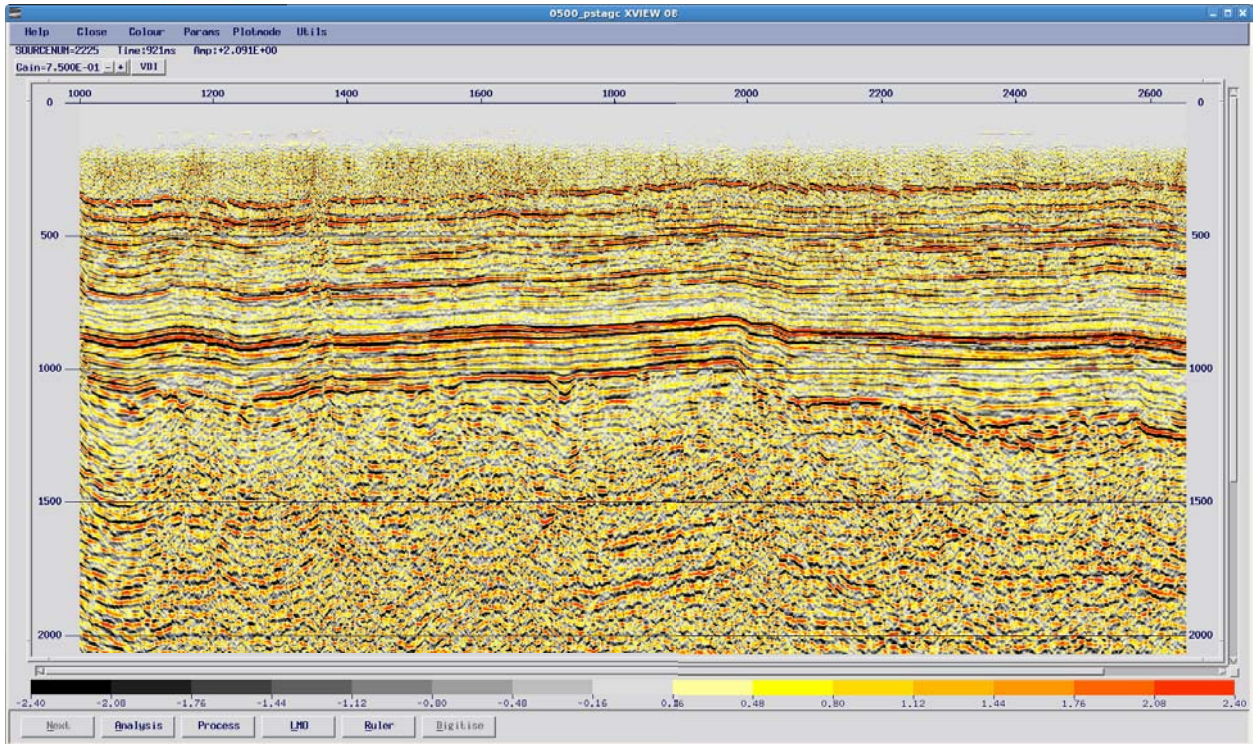 0500_pstagc XVIEW 08
Help Close Colour Params Plotmode Utils
SOURCENUM=2225 Time:921ms Amp:+2.091E+00
Gain=7.500E-01 - + VDI
1000 1200 1400 1600 1800 2000 2200 2400 2600
0 0
500 500
1000 1000
1500 1500
2000 2000
-2.40 -2.08 -1.76 -1.44 -1.12 -0.80 -0.48 -0.16 0.16 0.48 0.80 1.12 1.44 1.76 2.08 2.40
Next Analysis Process LMO Ruler Digitise